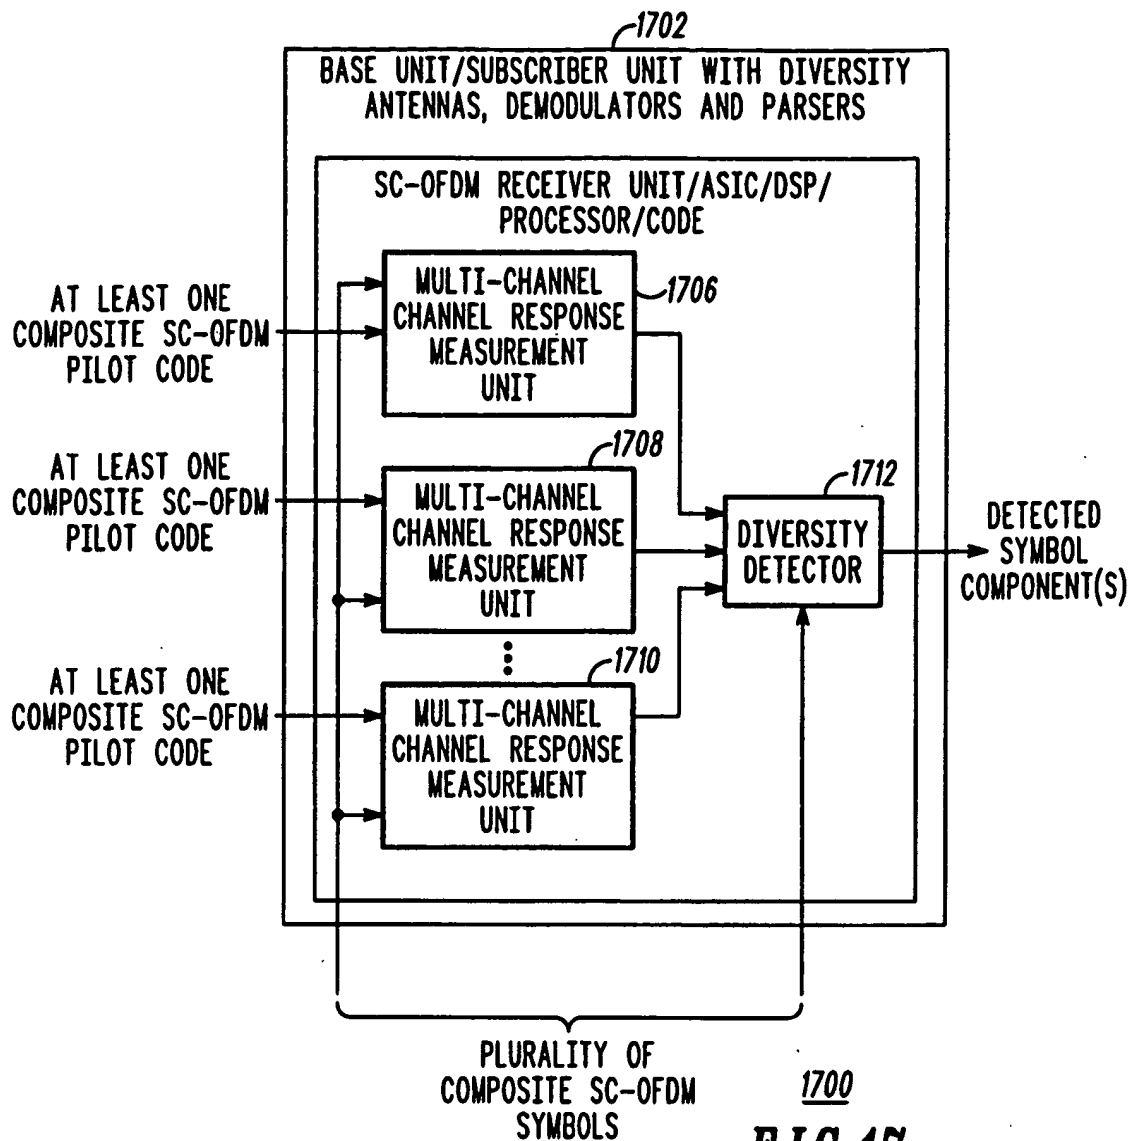 1702
BASE UNIT/SUBSCRIBER UNIT WITH DIVERSITY
ANTENNAS, DEMODULATORS AND PARSERS
SC-OFDM RECEIVER UNIT/ASIC/DSP/
PROCESSOR/CODE
AT LEAST ONE
COMPOSITE SC-OFDM
PILOT CODE
MULTI-CHANNEL
CHANNEL RESPONSE
MEASUREMENT
UNIT
1706
AT LEAST ONE
COMPOSITE SC-OFDM
PILOT CODE
1708
MULTI-CHANNEL
CHANNEL RESPONSE
MEASUREMENT
UNIT
1712
DIVERSITY
DETECTOR
DETECTED
SYMBOL
COMPONENT(S)
AT LEAST ONE
COMPOSITE SC-OFDM
PILOT CODE
1710
MULTI-CHANNEL
CHANNEL RESPONSE
MEASUREMENT
UNIT
PLURALITY OF
COMPOSITE SC-OFDM
SYMBOLS
1700